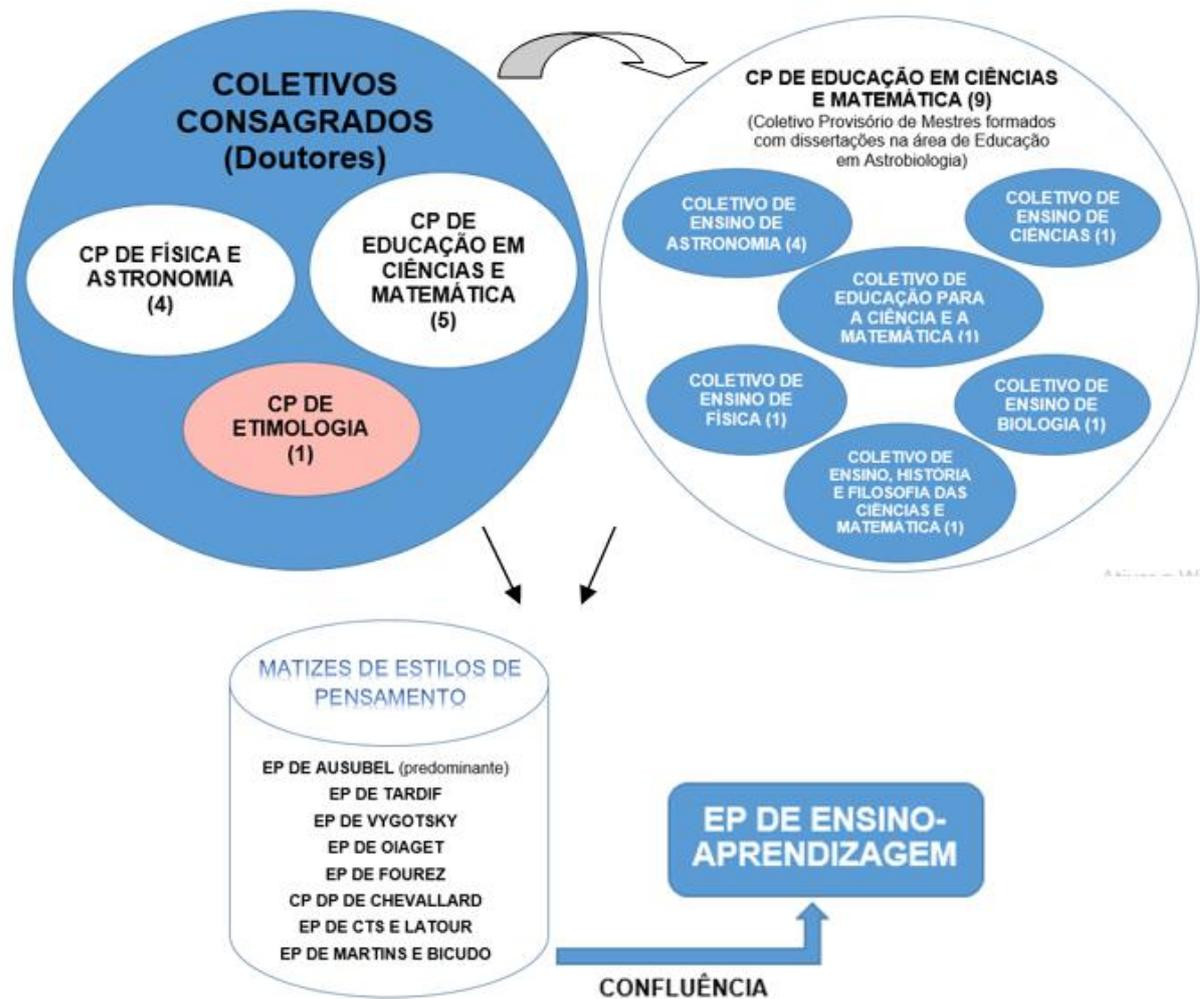 COLETIVOS
CONSAGRADOS
(Doutores)
CP DE FÍSICA E
ASTRONOMIA
(4)
CP DE
EDUCAÇÃO EM
CIÊNCIAS E
MATEMÁTICA
(5)
CP DE
ETIMOLOGIA
(1)
CP DE EDUCAÇÃO EM CIÊNCIAS
E MATEMÁTICA (9)
(Coletivo Provisório de Mestres formados
com dissertações na área de Educação
em Astrobiologia)
COLETIVO DE
ENSINO DE
ASTRONOMIA (4)
COLETIVO DE
ENSINO DE
CIÊNCIAS (1)
COLETIVO DE
EDUCAÇÃO PARA
A CIÊNCIA E A
MATEMÁTICA (1)
COLETIVO DE
ENSINO DE
FÍSICA (1)
COLETIVO DE
ENSINO DE
BIOLOGIA (1)
COLETIVO DE
ENSINO, HISTÓRIA
E FILOSOFIA DAS
CIÊNCIAS E
MATEMÁTICA (1)
MATIZES DE ESTILOS DE
PENSAMENTO
EP DE AUSUBEL (predominante)
EP DE TARDIF
EP DE VYGOTSKY
EP DE OIAGET
EP DE FOUREZ
CP DP DE CHEVALLARD
EP DE CTS E LATOUR
EP DE MARTINS E BICUDO
EP DE ENSINO-
APRENDIZAGEM
CONFLUÊNCIA